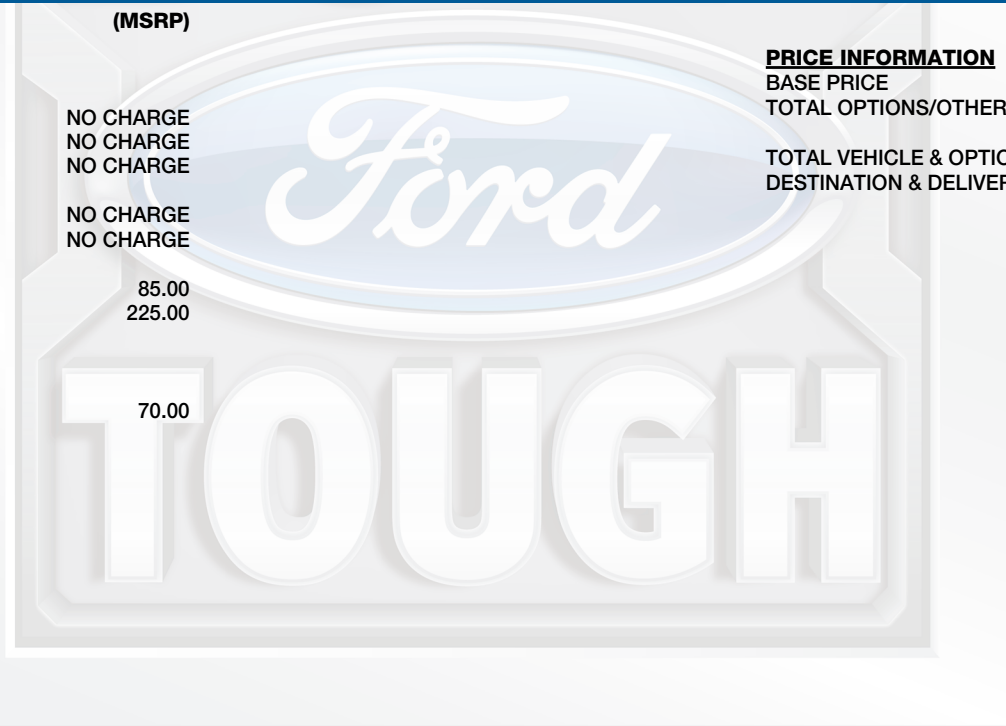 (MSRP)
NO CHARGE
NO CHARGE
NO CHARGE
NO CHARGE
NO CHARGE
85.00
225.00
70.00
PRICE INFORMATION
BASE PRICE
TOTAL OPTIONS/OTHER
TOTAL VEHICLE & OPTIO
DESTINATION & DELIVER
Ford
TOUGH